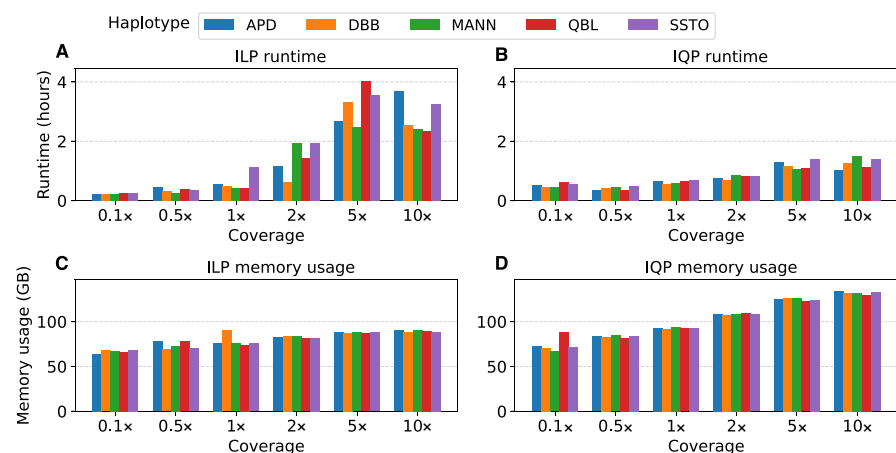 Haplotype APD DBB MANN QBL SSTO
A ILP runtime
Runtime (hours)
4
2
0
0.1× 0.5× 1× 2× 5× 10×
Coverage
B IQP runtime
4
2
0
0.1× 0.5× 1× 2× 5× 10×
Coverage
C ILP memory usage
Memory usage (GB)
100
50
0
0.1× 0.5× 1× 2× 5× 10×
Coverage
D IQP memory usage
100
50
0
0.1× 0.5× 1× 2× 5× 10×
Coverage